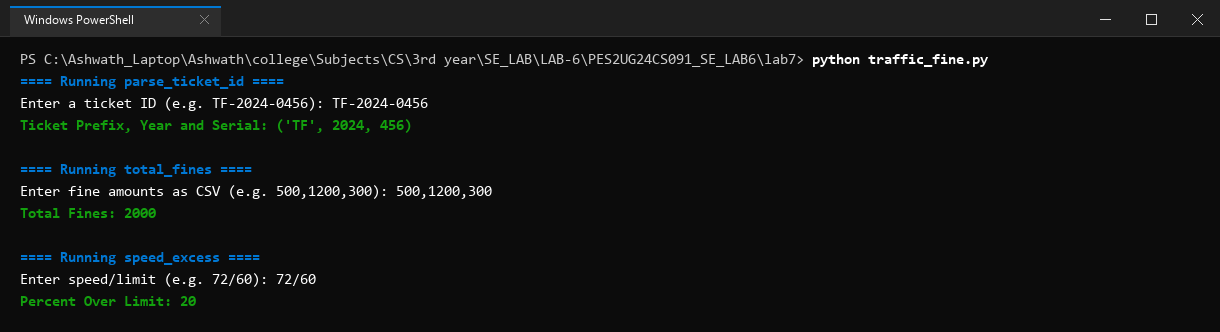 Windows PowerShell
PS C:\Ashwath_Laptop\Ashwath\college\Subjects\CS\3rd year\SE_LAB\LAB-6\PES2UG24CS091_SE_LAB6\lab7> python traffic_fine.py
==== Running parse_ticket_id ====
Enter a ticket ID (e.g. TF-2024-0456): TF-2024-0456
Ticket Prefix, Year and Serial: ('TF', 2024, 456)
==== Running total_fines ====
Enter fine amounts as CSV (e.g. 500,1200,300): 500,1200,300
Total Fines: 2000
==== Running speed_excess ====
Enter speed/limit (e.g. 72/60): 72/60
Percent Over Limit: 20